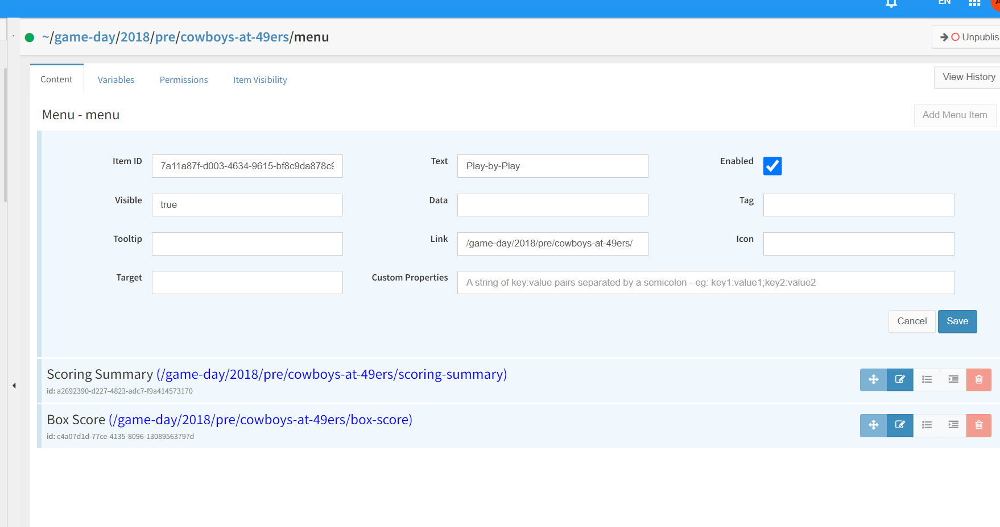 EN
~/game-day/2018/pre/cowboys-at-49ers/menu
Unpublis
Content Variables Permissions Item Visibility
View History
Menu - menu
Add Menu Item
Item ID 7a11a87f-d003-4634-9615-bf8c9da878c9 Text Play-by-Play Enabled
Visible true Data Tag
Tooltip Link /game-day/2018/pre/cowboys-at-49ers/ Icon
Target Custom Properties A string of key:value pairs separated by a semicolon - eg: key1:value1;key2:value2
Cancel Save
Scoring Summary (/game-day/2018/pre/cowboys-at-49ers/scoring-summary)
id: a2692390-d227-4823-adc7-f9a414573170
Box Score (/game-day/2018/pre/cowboys-at-49ers/box-score)
id: c4a07d1d-77ce-4135-8096-13089563797d